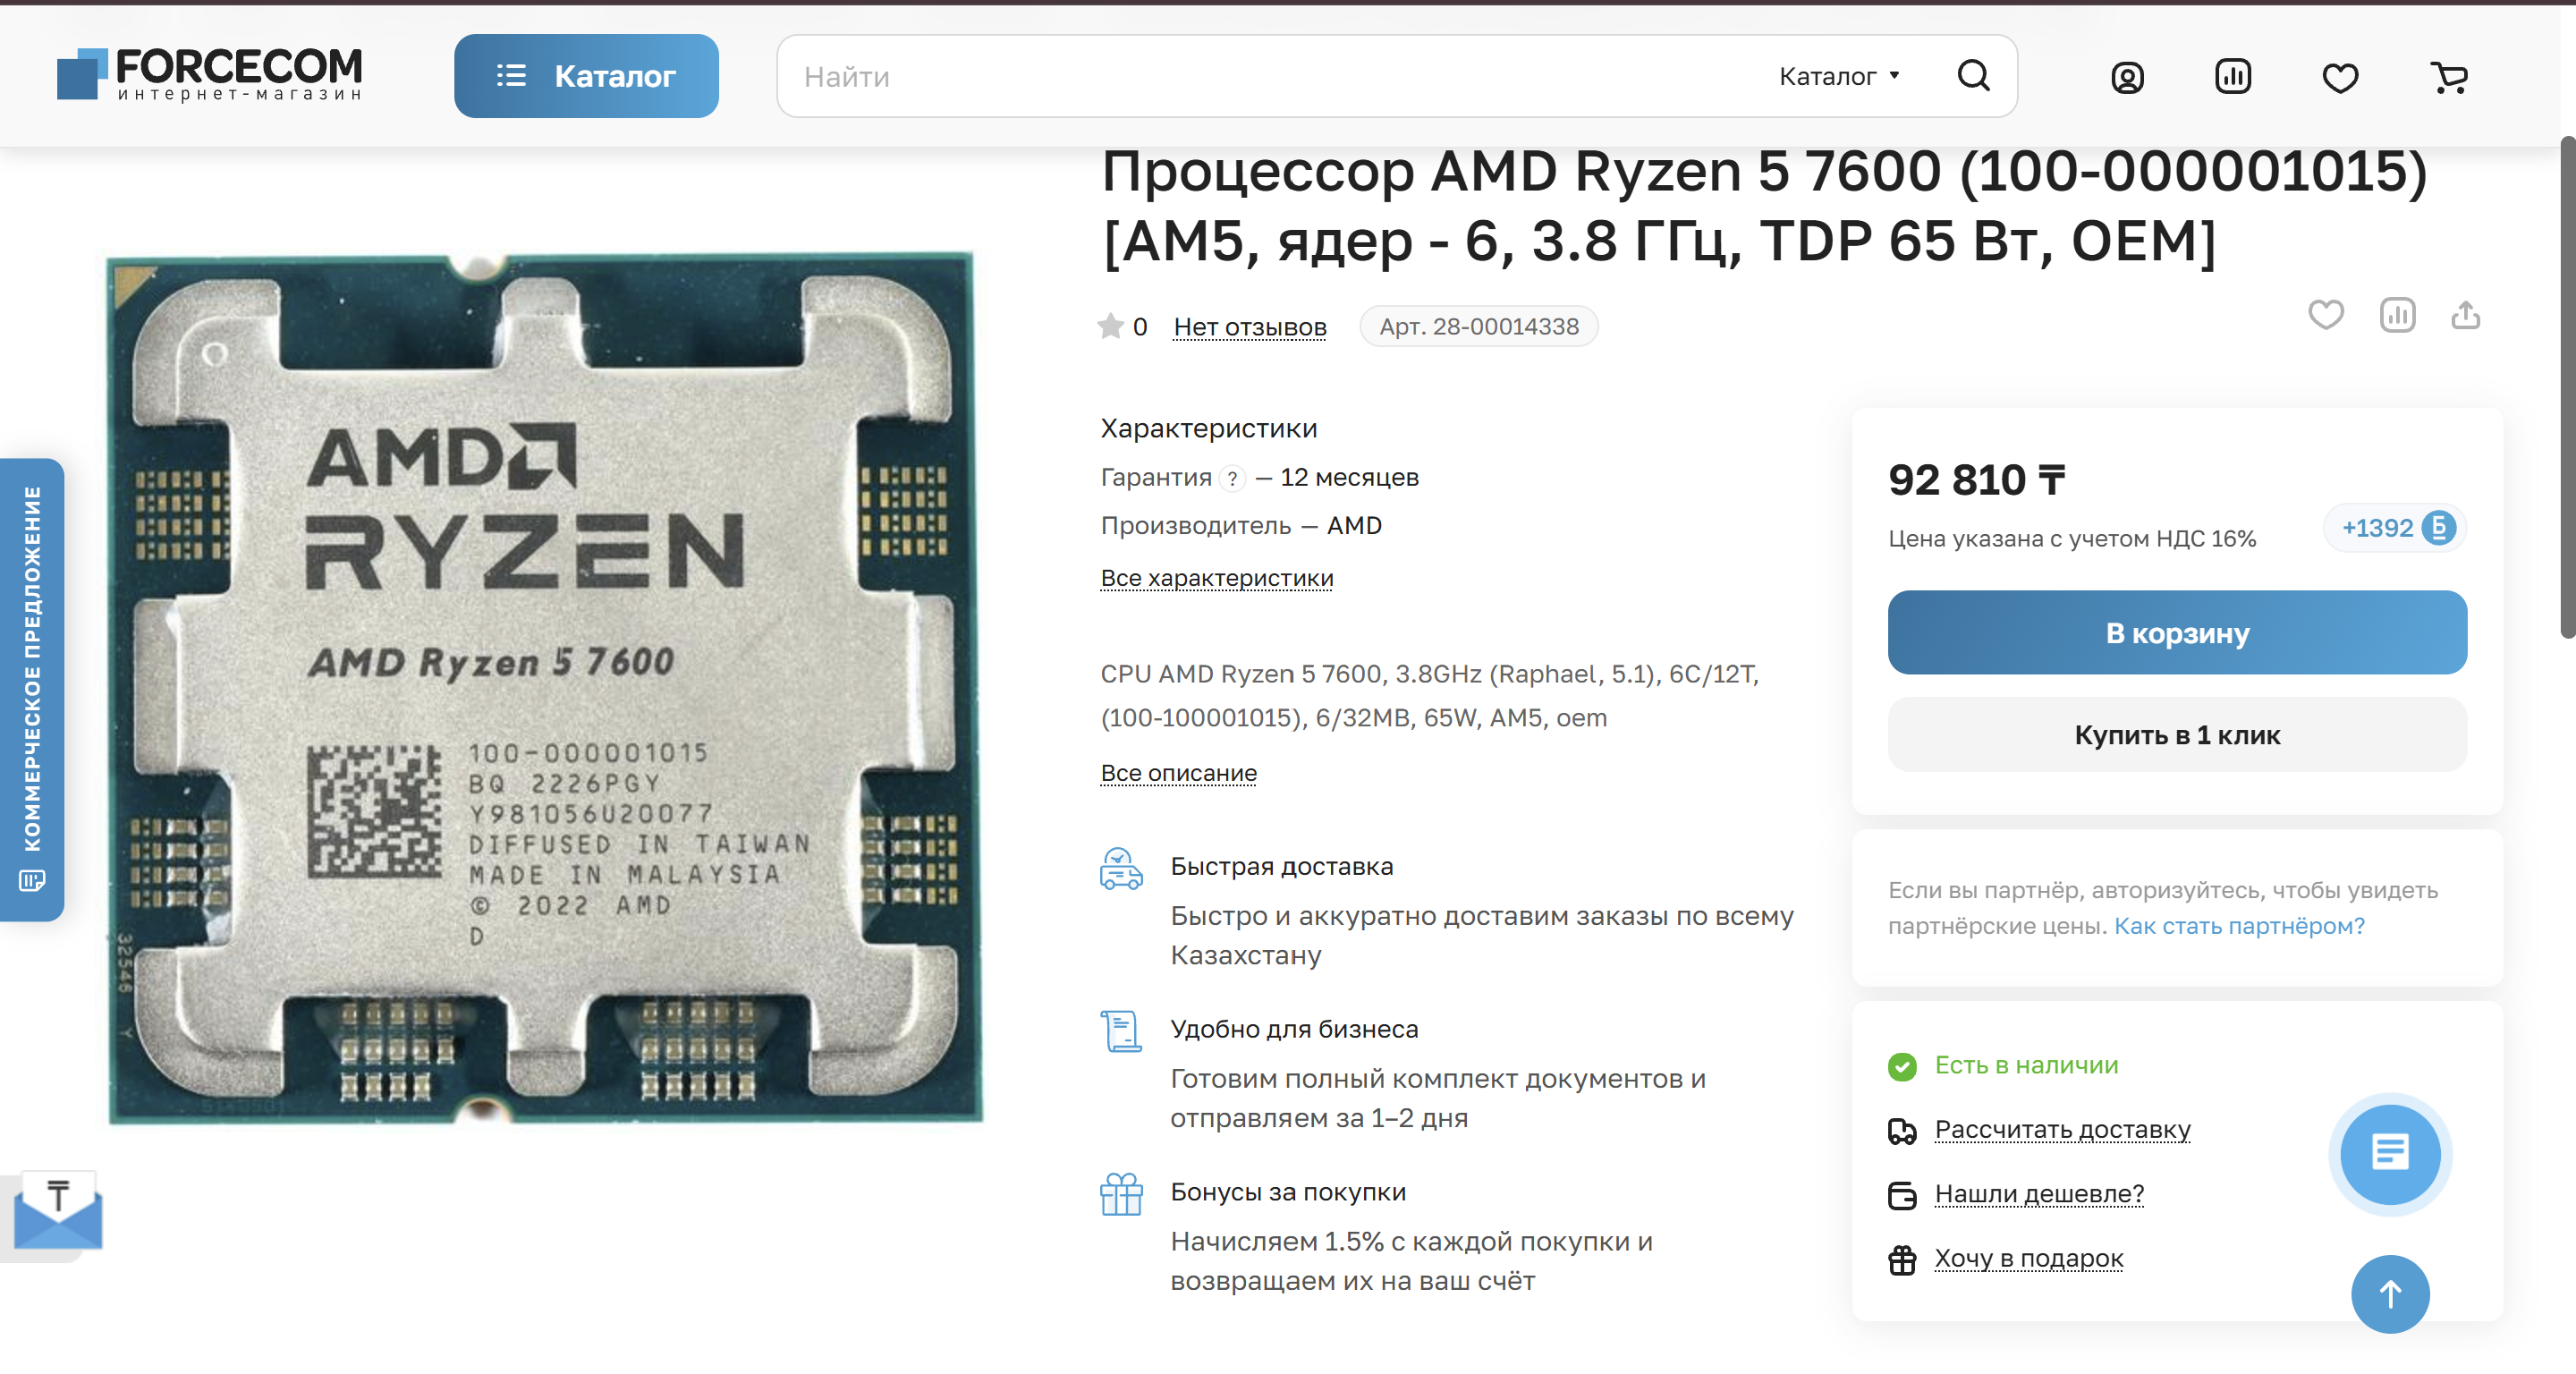 FORCECOM
интернет-магазин
Каталог
Найти
Каталог
Процессор AMD Ryzen 5 7600 (100-000001015)
[AM5, ядер - 6, 3.8 ГГц, TDP 65 Вт, OEM]
0 Нет отзывов Арт. 28-00014338
AMD
RYZEN
AMD Ryzen 5 7600
100-000001015
BQ 2226PGY
Y981056U20077
DIFFUSED IN TAIWAN
MADE IN MALAYSIA
© 2022 AMD
D
32546 Y
КОММЕРЧЕСКОЕ ПРЕДЛОЖЕНИЕ
₸
Характеристики
Гарантия ? — 12 месяцев
Производитель — AMD
Все характеристики
CPU AMD Ryzen 5 7600, 3.8GHz (Raphael, 5.1), 6C/12T,
(100-100001015), 6/32MB, 65W, AM5, oem
Все описание
Быстрая доставка
Быстро и аккуратно доставим заказы по всему
Казахстану
Удобно для бизнеса
Готовим полный комплект документов и
отправляем за 1–2 дня
Бонусы за покупки
Начисляем 1.5% с каждой покупки и
возвращаем их на ваш счёт
92 810 ₸
Цена указана с учетом НДС 16%
+1392 Б
В корзину
Купить в 1 клик
Если вы партнёр, авторизуйтесь, чтобы увидеть
партнёрские цены. Как стать партнёром?
Есть в наличии
Рассчитать доставку
Нашли дешевле?
Хочу в подарок